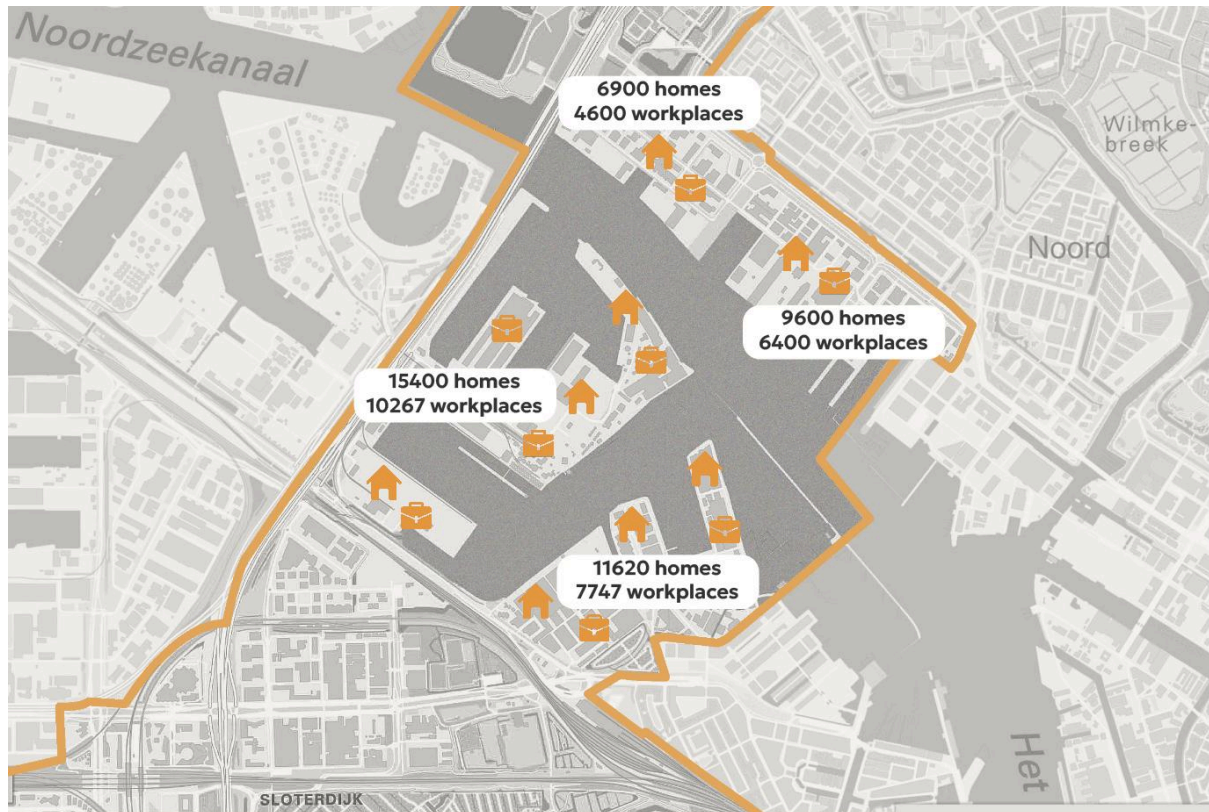 Noordzeekanaal
6900 homes
4600 workplaces
Wilmke-
breek
Noord
9600 homes
6400 workplaces
15400 homes
10267 workplaces
11620 homes
7747 workplaces
Het
SLOTERDIJK